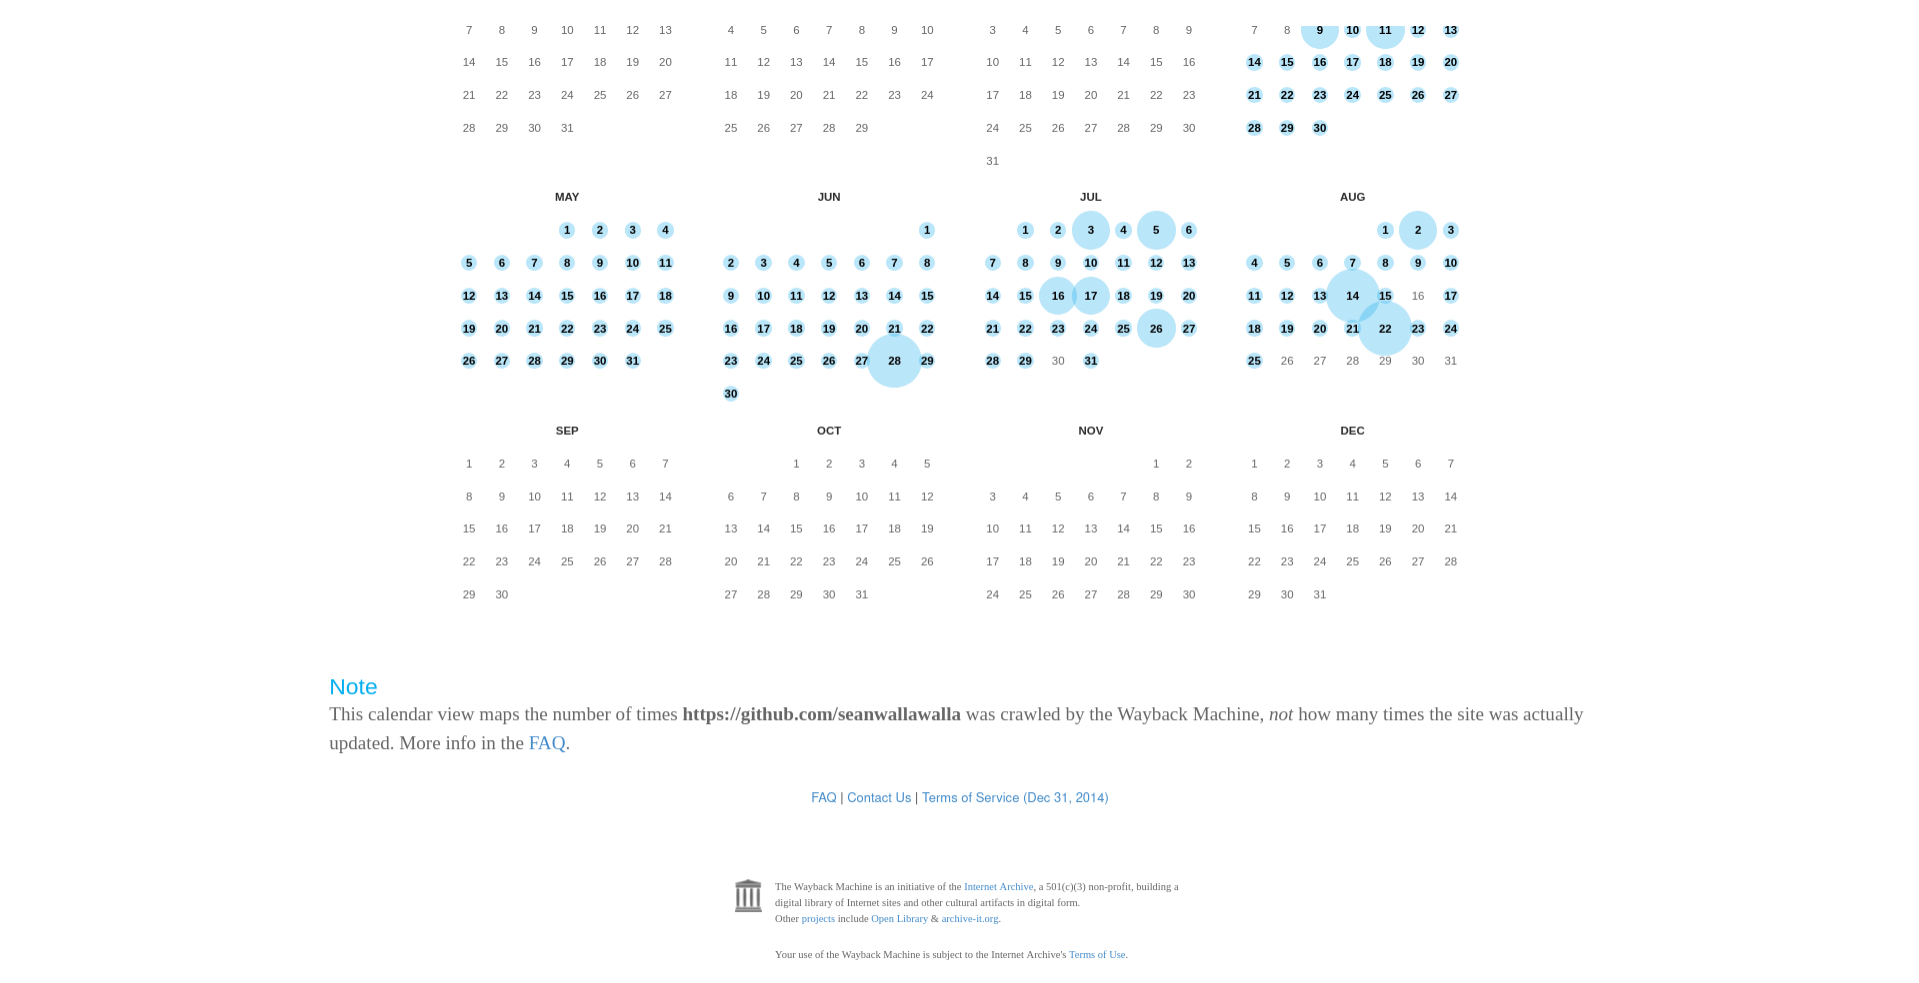 7 8 9 10 11 12 13 4 5 6 7 8 9 10 3 4 5 6 7 8 9 7 8 9 10 11 12 13
14 15 16 17 18 19 20 11 12 13 14 15 16 17 10 11 12 13 14 15 16 14 15 16 17 18 19 20
21 22 23 24 25 26 27 18 19 20 21 22 23 24 17 18 19 20 21 22 23 21 22 23 24 25 26 27
28 29 30 31 25 26 27 28 29 24 25 26 27 28 29 30 28 29 30
31
MAY JUN JUL AUG
1 2 3 4 1 1 2 3 4 5 6 1 2 3
5 6 7 8 9 10 11 2 3 4 5 6 7 8 7 8 9 10 11 12 13 4 5 6 7 8 9 10
12 13 14 15 16 17 18 9 10 11 12 13 14 15 14 15 16 17 18 19 20 11 12 13 14 15 16 17
19 20 21 22 23 24 25 16 17 18 19 20 21 22 21 22 23 24 25 26 27 18 19 20 21 22 23 24
26 27 28 29 30 31 23 24 25 26 27 28 29 28 29 30 31 25 26 27 28 29 30 31
30
SEP OCT NOV DEC
1 2 3 4 5 6 7 1 2 3 4 5 1 2 1 2 3 4 5 6 7
8 9 10 11 12 13 14 6 7 8 9 10 11 12 3 4 5 6 7 8 9 8 9 10 11 12 13 14
15 16 17 18 19 20 21 13 14 15 16 17 18 19 10 11 12 13 14 15 16 15 16 17 18 19 20 21
22 23 24 25 26 27 28 20 21 22 23 24 25 26 17 18 19 20 21 22 23 22 23 24 25 26 27 28
29 30 27 28 29 30 31 24 25 26 27 28 29 30 29 30 31
Note
This calendar view maps the number of times https://github.com/seanwallawalla was crawled by the Wayback Machine, not how many times the site was actually
updated. More info in the FAQ.
FAQ | Contact Us | Terms of Service (Dec 31, 2014)
The Wayback Machine is an initiative of the Internet Archive, a 501(c)(3) non-profit, building a
digital library of Internet sites and other cultural artifacts in digital form.
Other projects include Open Library & archive-it.org.
Your use of the Wayback Machine is subject to the Internet Archive's Terms of Use.